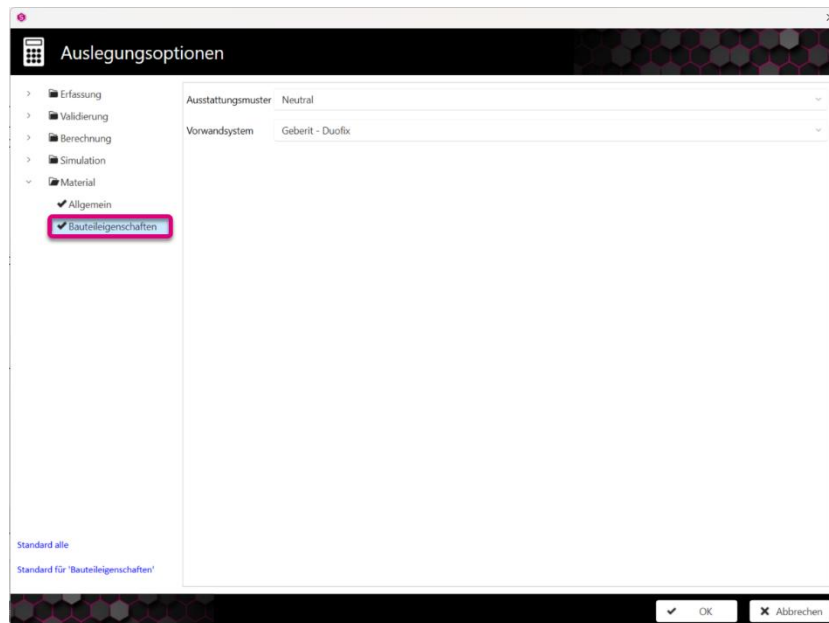 Auslegungsoptionen
Erfassung
Validierung
Berechnung
Simulation
Material
Allgemein
Bauteileigenschaften
Ausstattungsmuster Neutral
Vorwandsystem Geberit - Duofix
Standard alle
Standard für 'Bauteileigenschaften'
OK Abbrechen